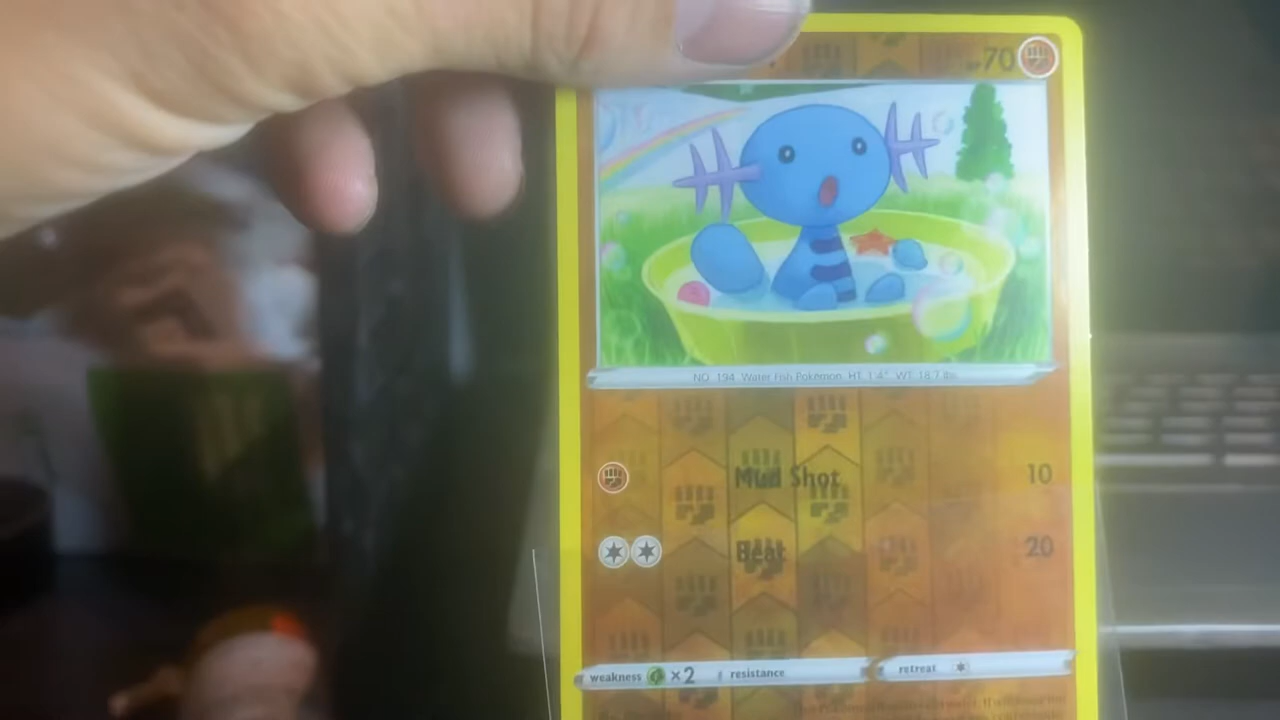 70
NO. 194 Water Fish Pokémon HT: 1'4" WT: 18.7 lbs.
Mud Shot 10
Beat 20
weakness ×2 resistance retreat